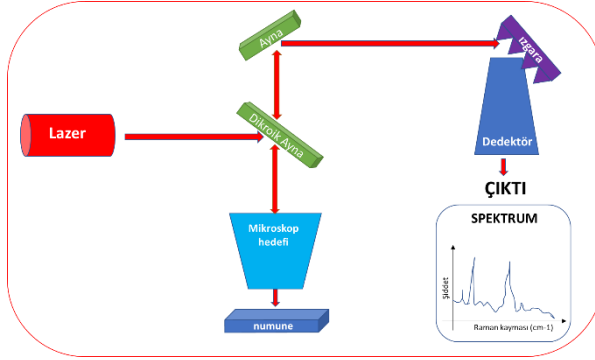 Ayna
ızgara
Lazer
Dikroik Ayna
Dedektör
ÇIKTI
Mikroskop
hedefi
numune
SPEKTRUM
Şiddet
Raman kayması (cm-1)